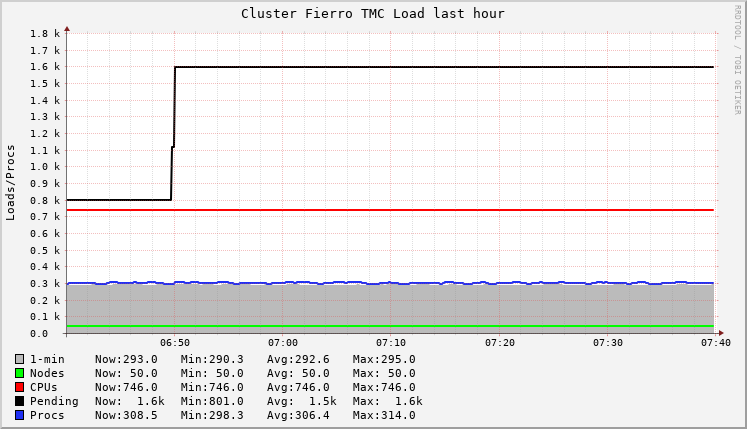 Cluster Fierro TMC Load last hour
RRDTOOL / TOBI OETIKER
Loads/Procs
1.8 k
1.7 k
1.6 k
1.5 k
1.4 k
1.3 k
1.2 k
1.1 k
1.0 k
0.9 k
0.8 k
0.7 k
0.6 k
0.5 k
0.4 k
0.3 k
0.2 k
0.1 k
0.0
06:50 07:00 07:10 07:20 07:30 07:40
1-min Now:293.0 Min:290.3 Avg:292.6 Max:295.0
Nodes Now: 50.0 Min: 50.0 Avg: 50.0 Max: 50.0
CPUs Now:746.0 Min:746.0 Avg:746.0 Max:746.0
Pending Now: 1.6k Min:801.0 Avg: 1.5k Max: 1.6k
Procs Now:308.5 Min:298.3 Avg:306.4 Max:314.0